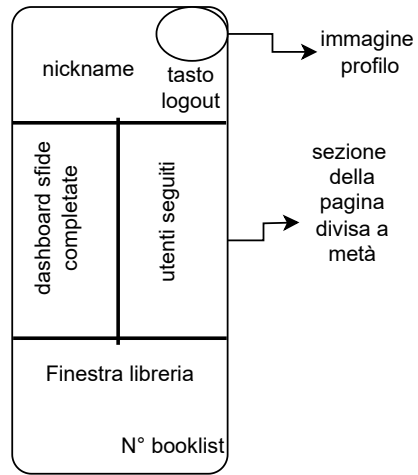 nickname
tasto
logout
immagine
profilo
dashboard sfide
completate
utenti seguiti
sezione
della
pagina
divisa a
metà
Finestra libreria
N° booklist